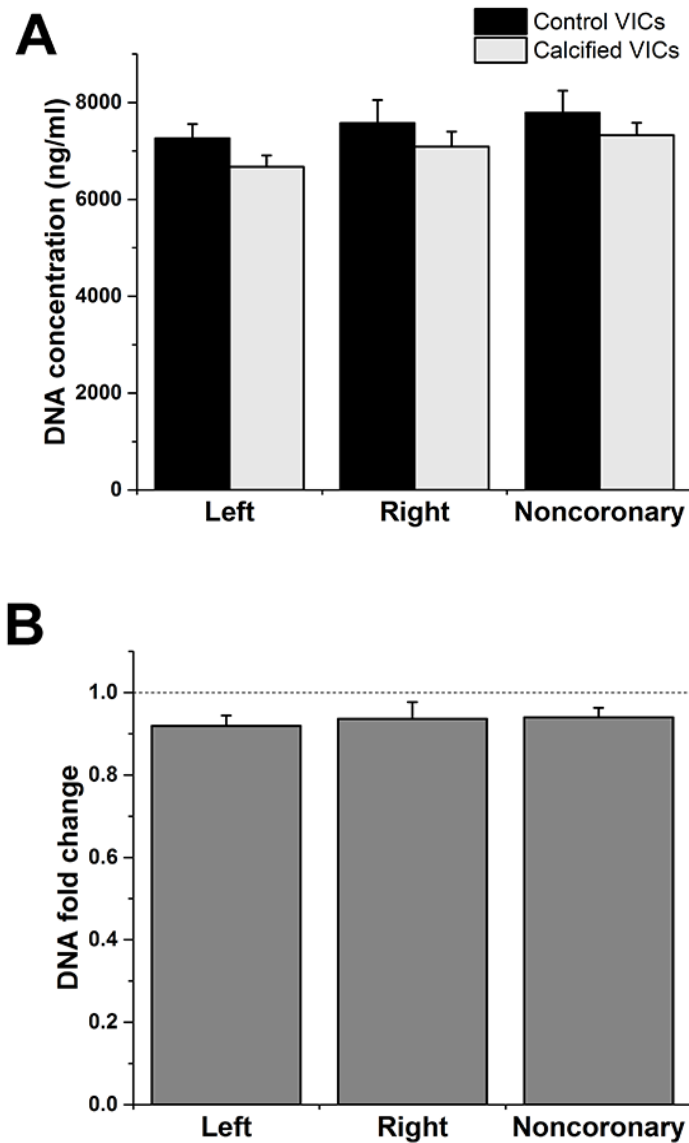 A
Control VICs
Calcified VICs
DNA concentration (ng/ml)
8000
6000
4000
2000
0
Left Right Noncoronary
B
DNA fold change
1.0
0.8
0.6
0.4
0.2
0.0
Left Right Noncoronary